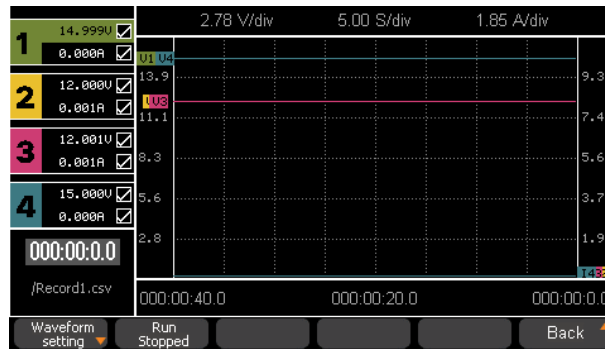 2.78 V/div 5.00 S/div 1.85 A/div
1 14.999V
0.000A
2 12.000V
0.001A
3 12.001V
0.001A
4 15.000V
0.000A
000:00:0.0
/Record1.csv
V1 V4
13.9
V3
11.1
8.3
5.6
2.8
9.3
7.4
5.6
3.7
1.9
I4
000:00:40.0 000:00:20.0 000:00:0.0
Waveform
setting
Run
Stopped
Back